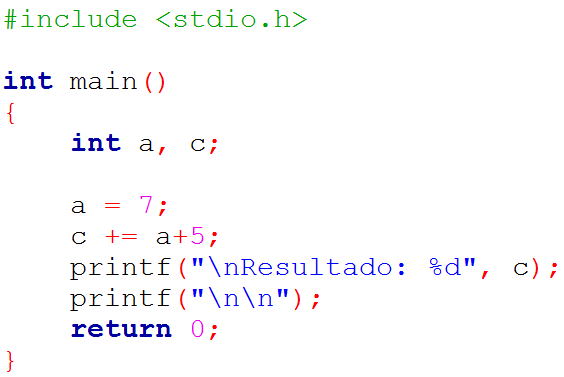 #include <stdio.h>
int main()
{
int a, c;
a = 7;
c += a+5;
printf("\nResultado: %d", c);
printf("\n\n");
return 0;
}